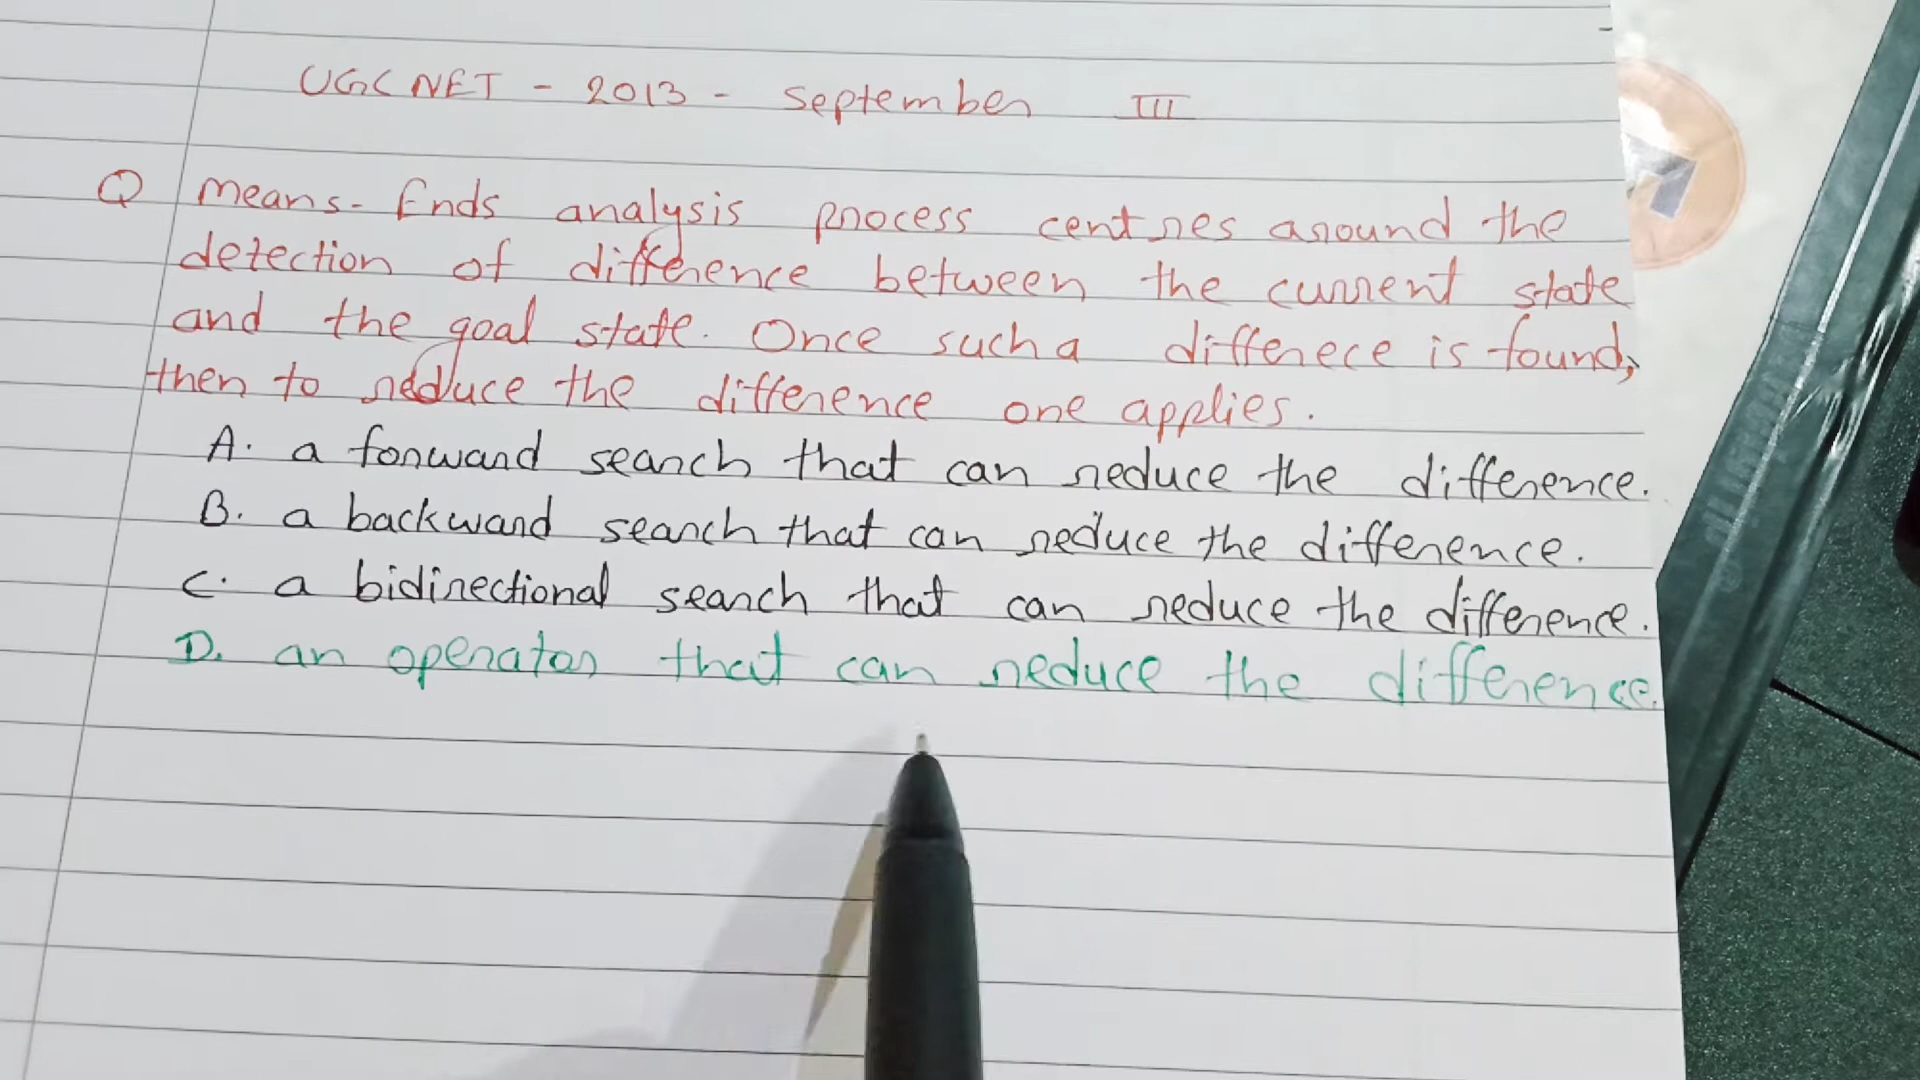 UGC NET - 2013 - September III
Q means - Ends analysis process centres around the
detection of difference between the current state
and the goal state. Once such a differece is found,
then to reduce the difference one applies.
A. a forward search that can reduce the difference.
B. a backward search that can reduce the difference.
C. a bidirectional search that can reduce the difference.
D. an operator that can reduce the difference.